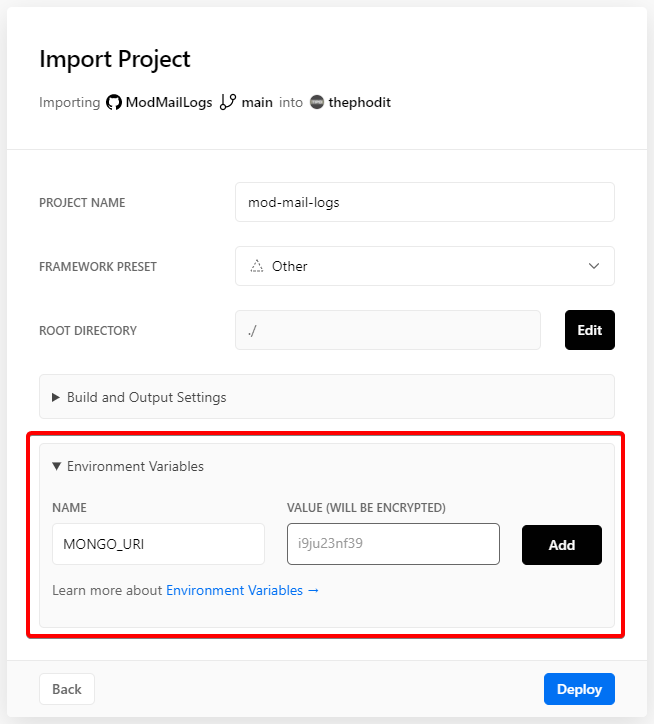 Import Project
Importing ModMailLogs main into thephodit
PROJECT NAME mod-mail-logs
FRAMEWORK PRESET Other
ROOT DIRECTORY ./ Edit
Build and Output Settings
Environment Variables
NAME VALUE (WILL BE ENCRYPTED)
MONGO_URI i9ju23nf39 Add
Learn more about Environment Variables →
Back Deploy